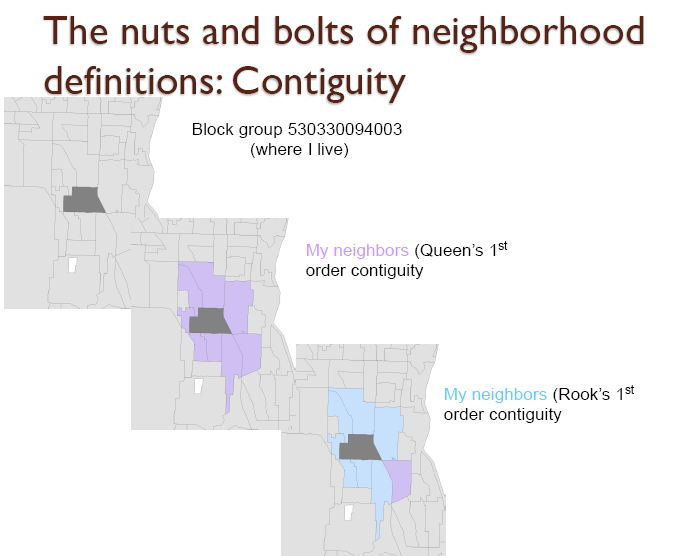 The nuts and bolts of neighborhood
definitions: Contiguity
Block group 530330094003
(where I live)
My neighbors (Queen's 1st
order contiguity
My neighbors (Rook's 1st
order contiguity